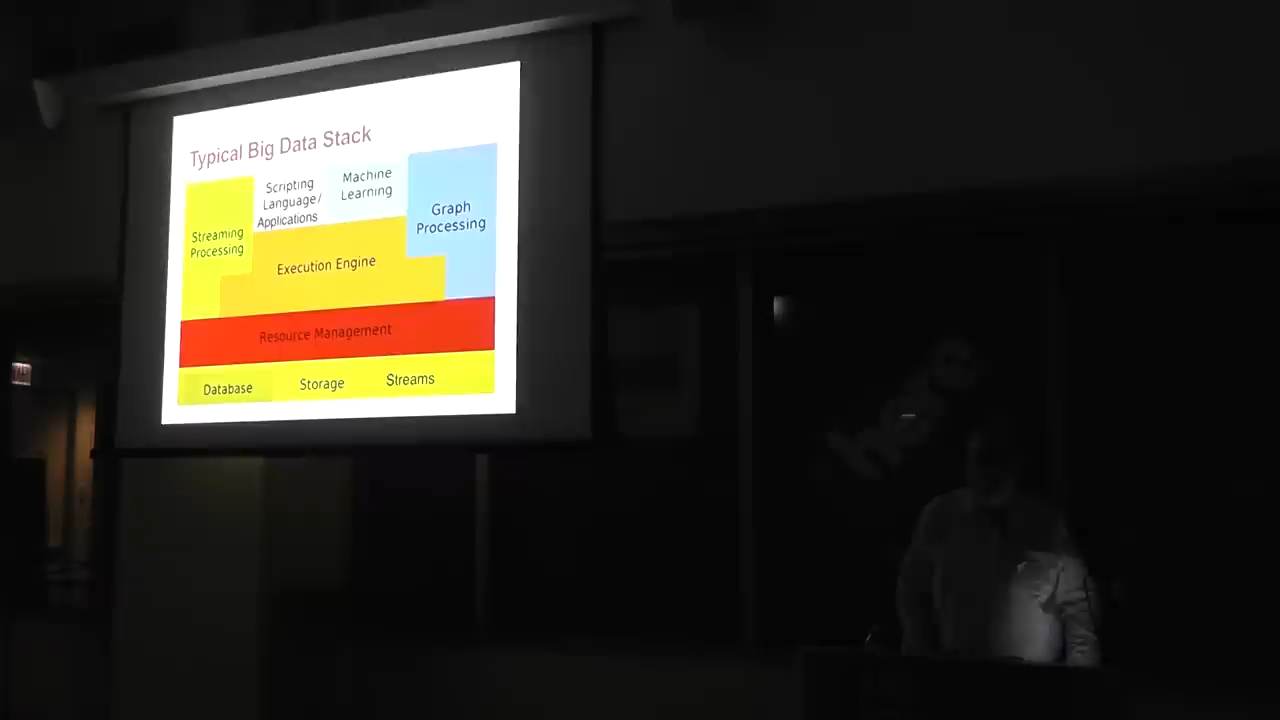 Typical Big Data Stack
Streaming
Processing
Scripting
Language/
Applications
Machine
Learning
Graph
Processing
Execution Engine
Resource Management
Database
Storage
Streams